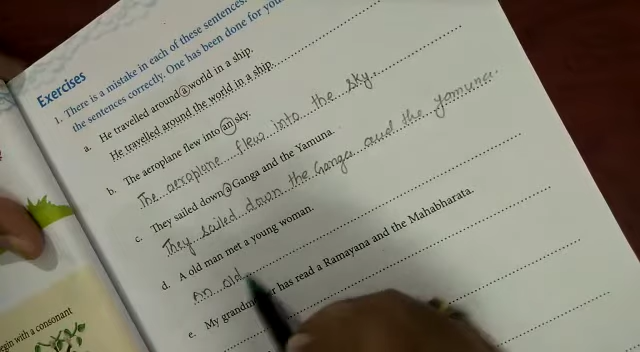 Exercises
1. There is a mistake in each of these sentences.
the sentences correctly. One has been done for you
a. He travelled around a world in a ship.
He travelled around the world in a ship.
b. The aeroplane flew into an sky.
The aeroplane flew into the sky.
c. They sailed down a Ganga and the Yamuna.
They sailed down the Ganga and the yamuna.
d. A old man met a young woman.
An old
e. My has read a Ramayana and the Mahabharata.
with a consonant